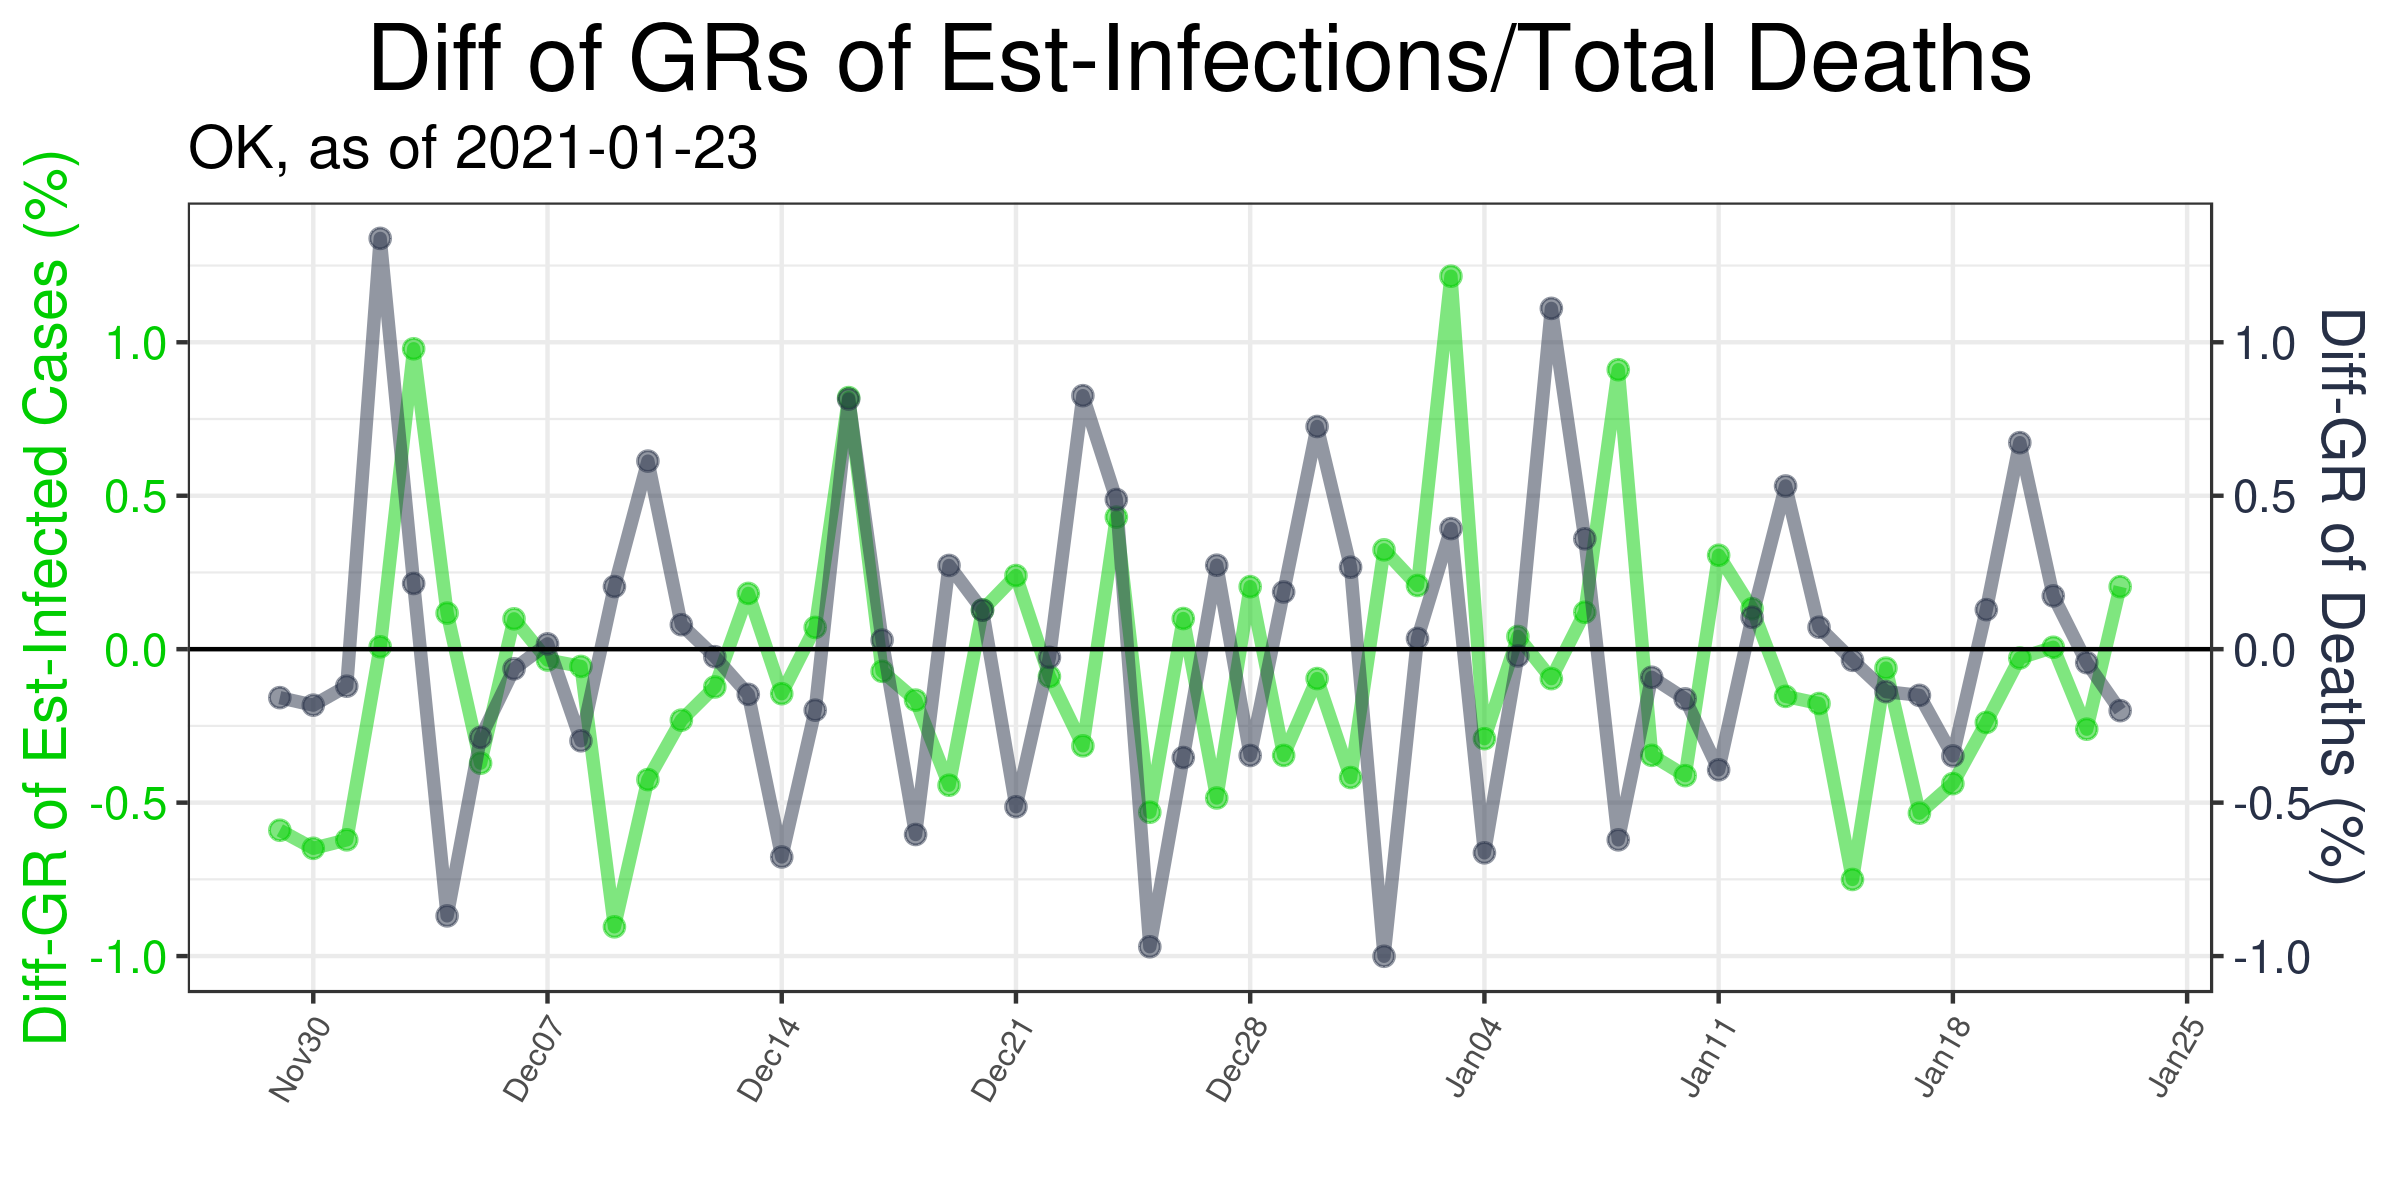 Diff of GRs of Est-Infections/Total Deaths
OK, as of 2021-01-23
Diff-GR of Est-Infected Cases (%)
1.0
0.5
0.0
-0.5
-1.0
1.0
0.5
0.0
-0.5
-1.0
Diff-GR of Deaths (%)
Nov30
Dec07
Dec14
Dec21
Dec28
Jan04
Jan11
Jan18
Jan25